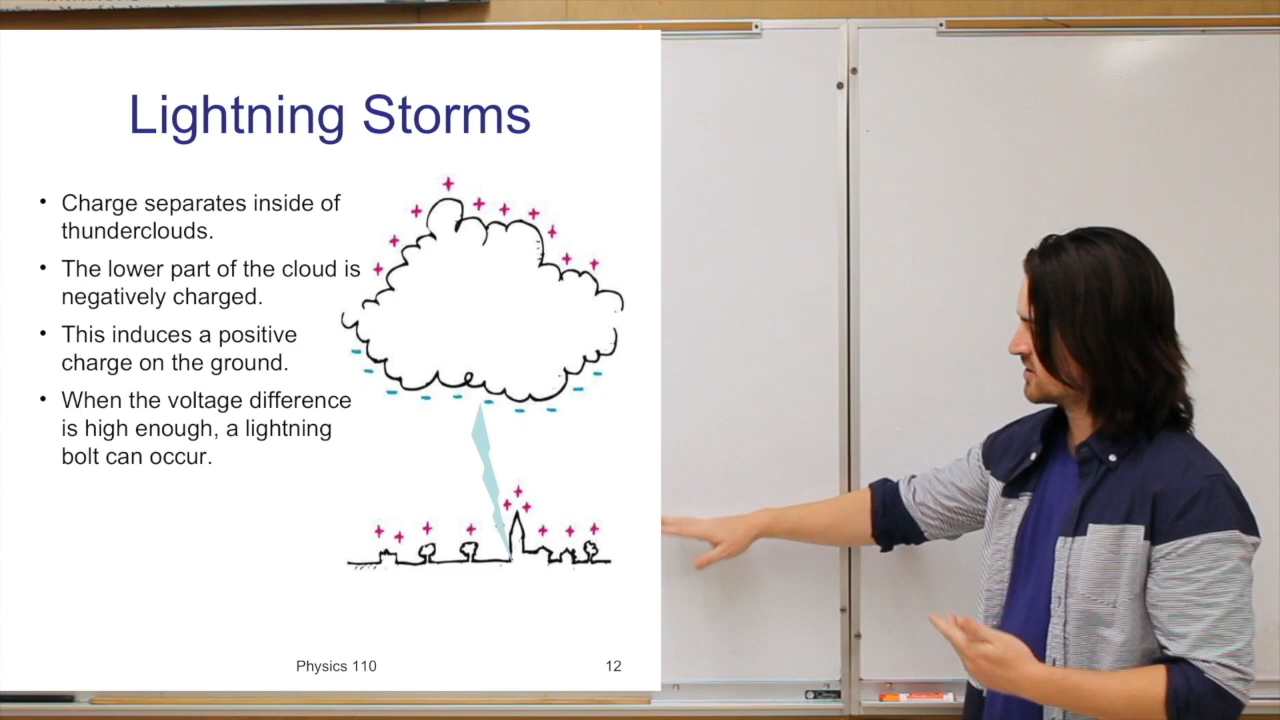 Lightning Storms
• Charge separates inside of
thunderclouds.
• The lower part of the cloud is
negatively charged.
• This induces a positive
charge on the ground.
• When the voltage difference
is high enough, a lightning
bolt can occur.
Physics 110
12